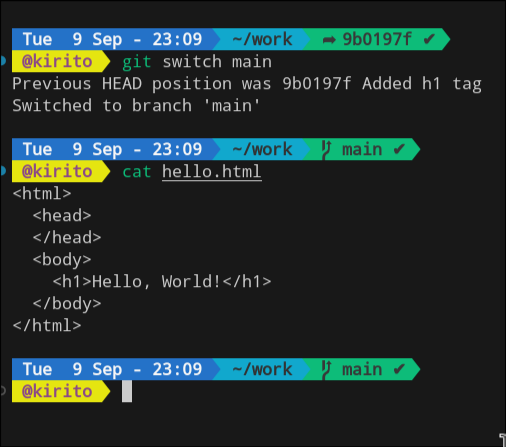 Tue 9 Sep - 23:09 ~/work ➦ 9b0197f ✔
@kirito git switch main
Previous HEAD position was 9b0197f Added h1 tag
Switched to branch 'main'
Tue 9 Sep - 23:09 ~/work main ✔
@kirito cat hello.html
<html>
  <head>
  </head>
  <body>
    <h1>Hello, World!</h1>
  </body>
</html>
Tue 9 Sep - 23:09 ~/work main ✔
@kirito